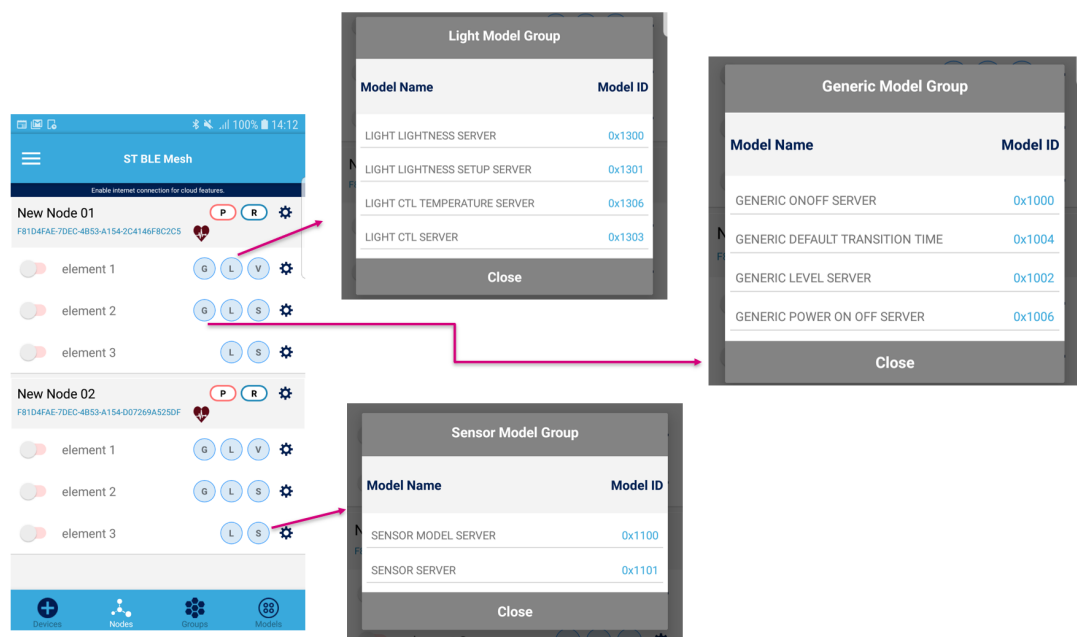 100% 14:12
ST BLE Mesh
Enable internet connection for cloud features.
New Node 01 P R
F81D4FAE-7DEC-4B53-A154-2C4146F8C2C5
element 1 G L V
element 2 G L S
element 3 L S
New Node 02 P R
F81D4FAE-7DEC-4B53-A154-D07269A525DF
element 1 G L V
element 2 G L S
element 3 L S
Devices Nodes Groups Models
Light Model Group
Model Name Model ID
LIGHT LIGHTNESS SERVER 0x1300
LIGHT LIGHTNESS SETUP SERVER 0x1301
LIGHT CTL TEMPERATURE SERVER 0x1306
LIGHT CTL SERVER 0x1303
Close
Generic Model Group
Model Name Model ID
GENERIC ONOFF SERVER 0x1000
GENERIC DEFAULT TRANSITION TIME 0x1004
GENERIC LEVEL SERVER 0x1002
GENERIC POWER ON OFF SERVER 0x1006
Close
Sensor Model Group
Model Name Model ID
SENSOR MODEL SERVER 0x1100
SENSOR SERVER 0x1101
Close